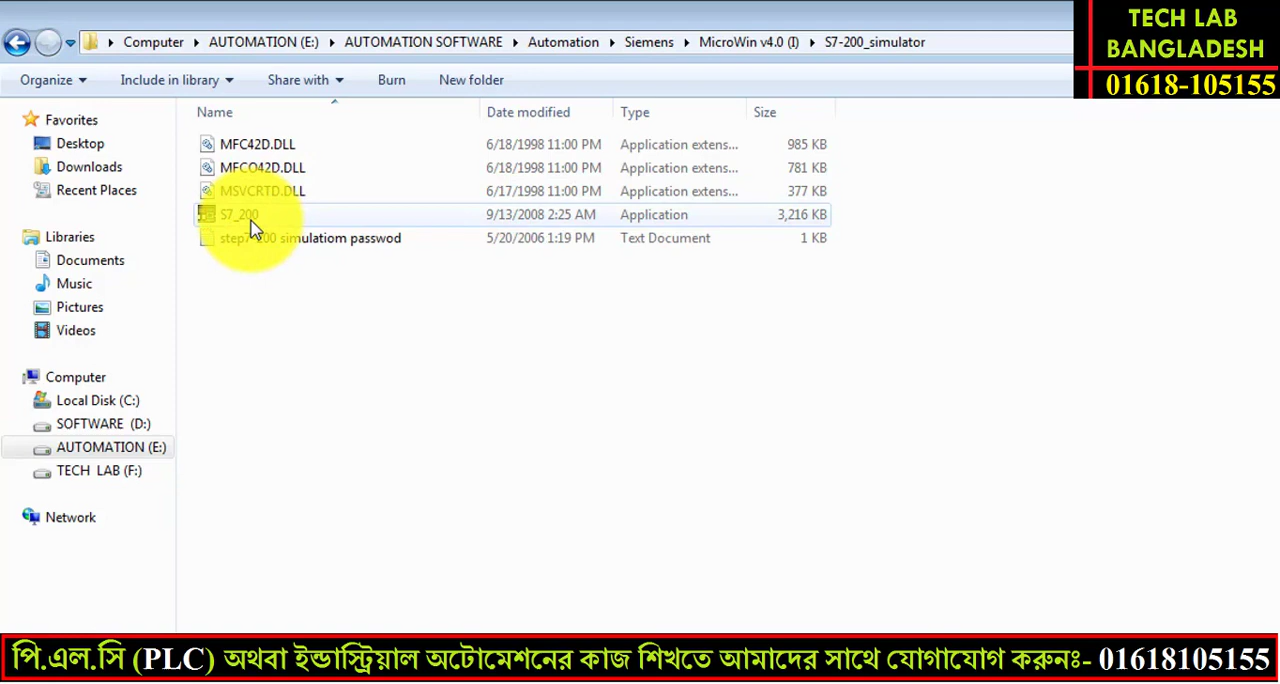 TECH LAB
BANGLADESH
01618-105155
Computer AUTOMATION (E:) AUTOMATION SOFTWARE Automation Siemens MicroWin v4.0 (I) S7-200_simulator
Organize Include in library Share with Burn New folder
Name Date modified Type Size
Favorites
Desktop
Downloads
Recent Places
Libraries
Documents
Music
Pictures
Videos
Computer
Local Disk (C:)
SOFTWARE (D:)
AUTOMATION (E:)
TECH LAB (F:)
Network
MFC42D.DLL 6/18/1998 11:00 PM Application extens... 985 KB
MFCO42D.DLL 6/18/1998 11:00 PM Application extens... 781 KB
MSVCRTD.DLL 6/17/1998 11:00 PM Application extens... 377 KB
S7_200 9/13/2008 2:25 AM Application 3,216 KB
step7-200 simulatiom passwod 5/20/2006 1:19 PM Text Document 1 KB
পি.এল.সি (PLC) অথবা ইন্ডাস্ট্রিয়াল অটোমেশনের কাজ শিখতে আমাদের সাথে যোগাযোগ করুনঃ- 01618105155